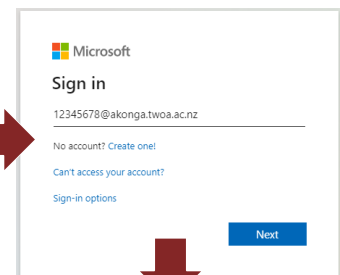 Microsoft
Sign in
12345678@akonga.twoa.ac.nz
No account? Create one!
Can't access your account?
Sign-in options
Next